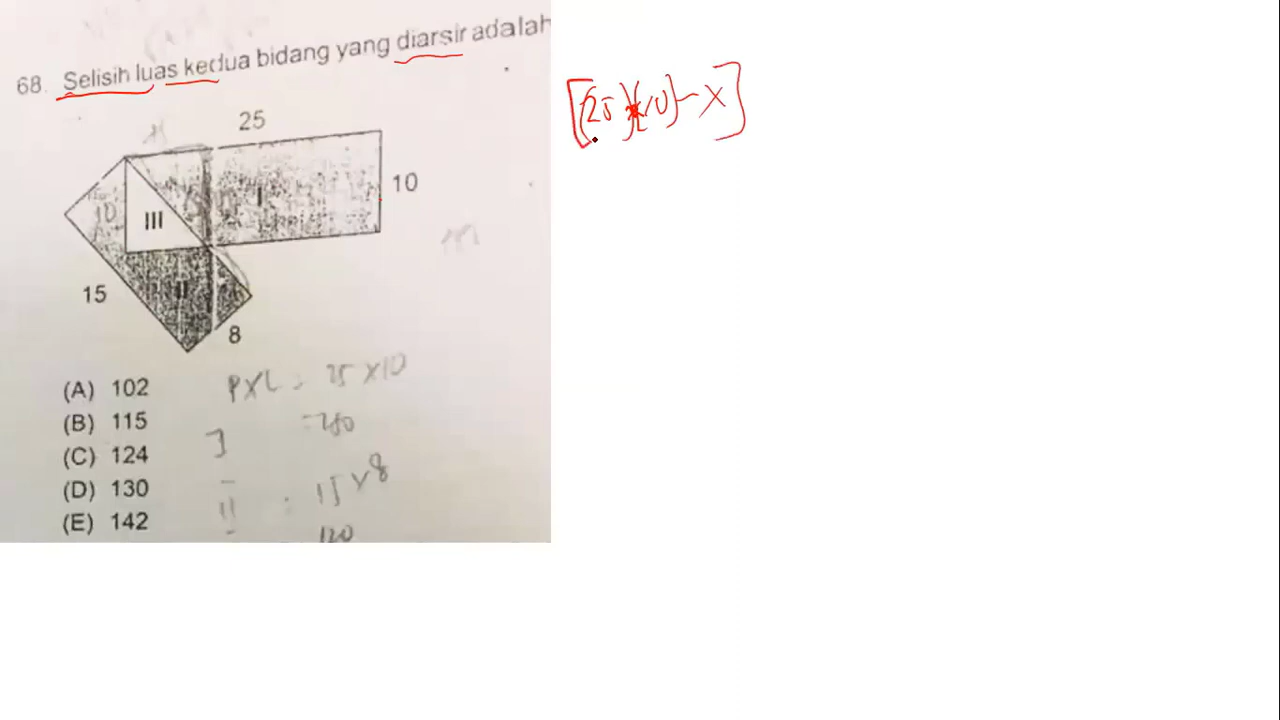 68. Selisih luas kedua bidang yang diarsir adalah
[(25)(10) - X]
25
10
10
I
III
II
15
8
(A) 102
(B) 115
(C) 124
(D) 130
(E) 142
PXL = 25 X 10
= 250
I
II : 15 x 8
120